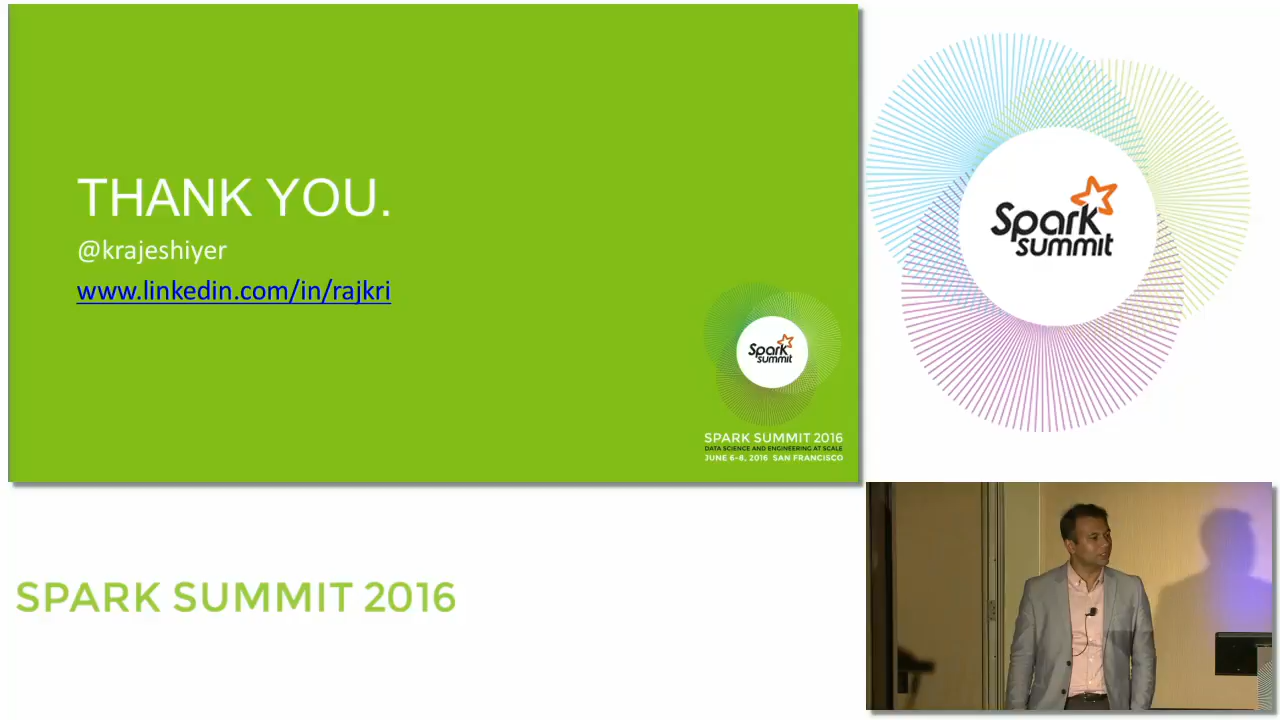 THANK YOU.
@krajeshiyer
www.linkedin.com/in/rajkri
Spark
summit
SPARK SUMMIT 2016
DATA SCIENCE AND ENGINEERING AT SCALE
JUNE 6-8, 2016 SAN FRANCISCO
Spark
summit
SPARK SUMMIT 2016